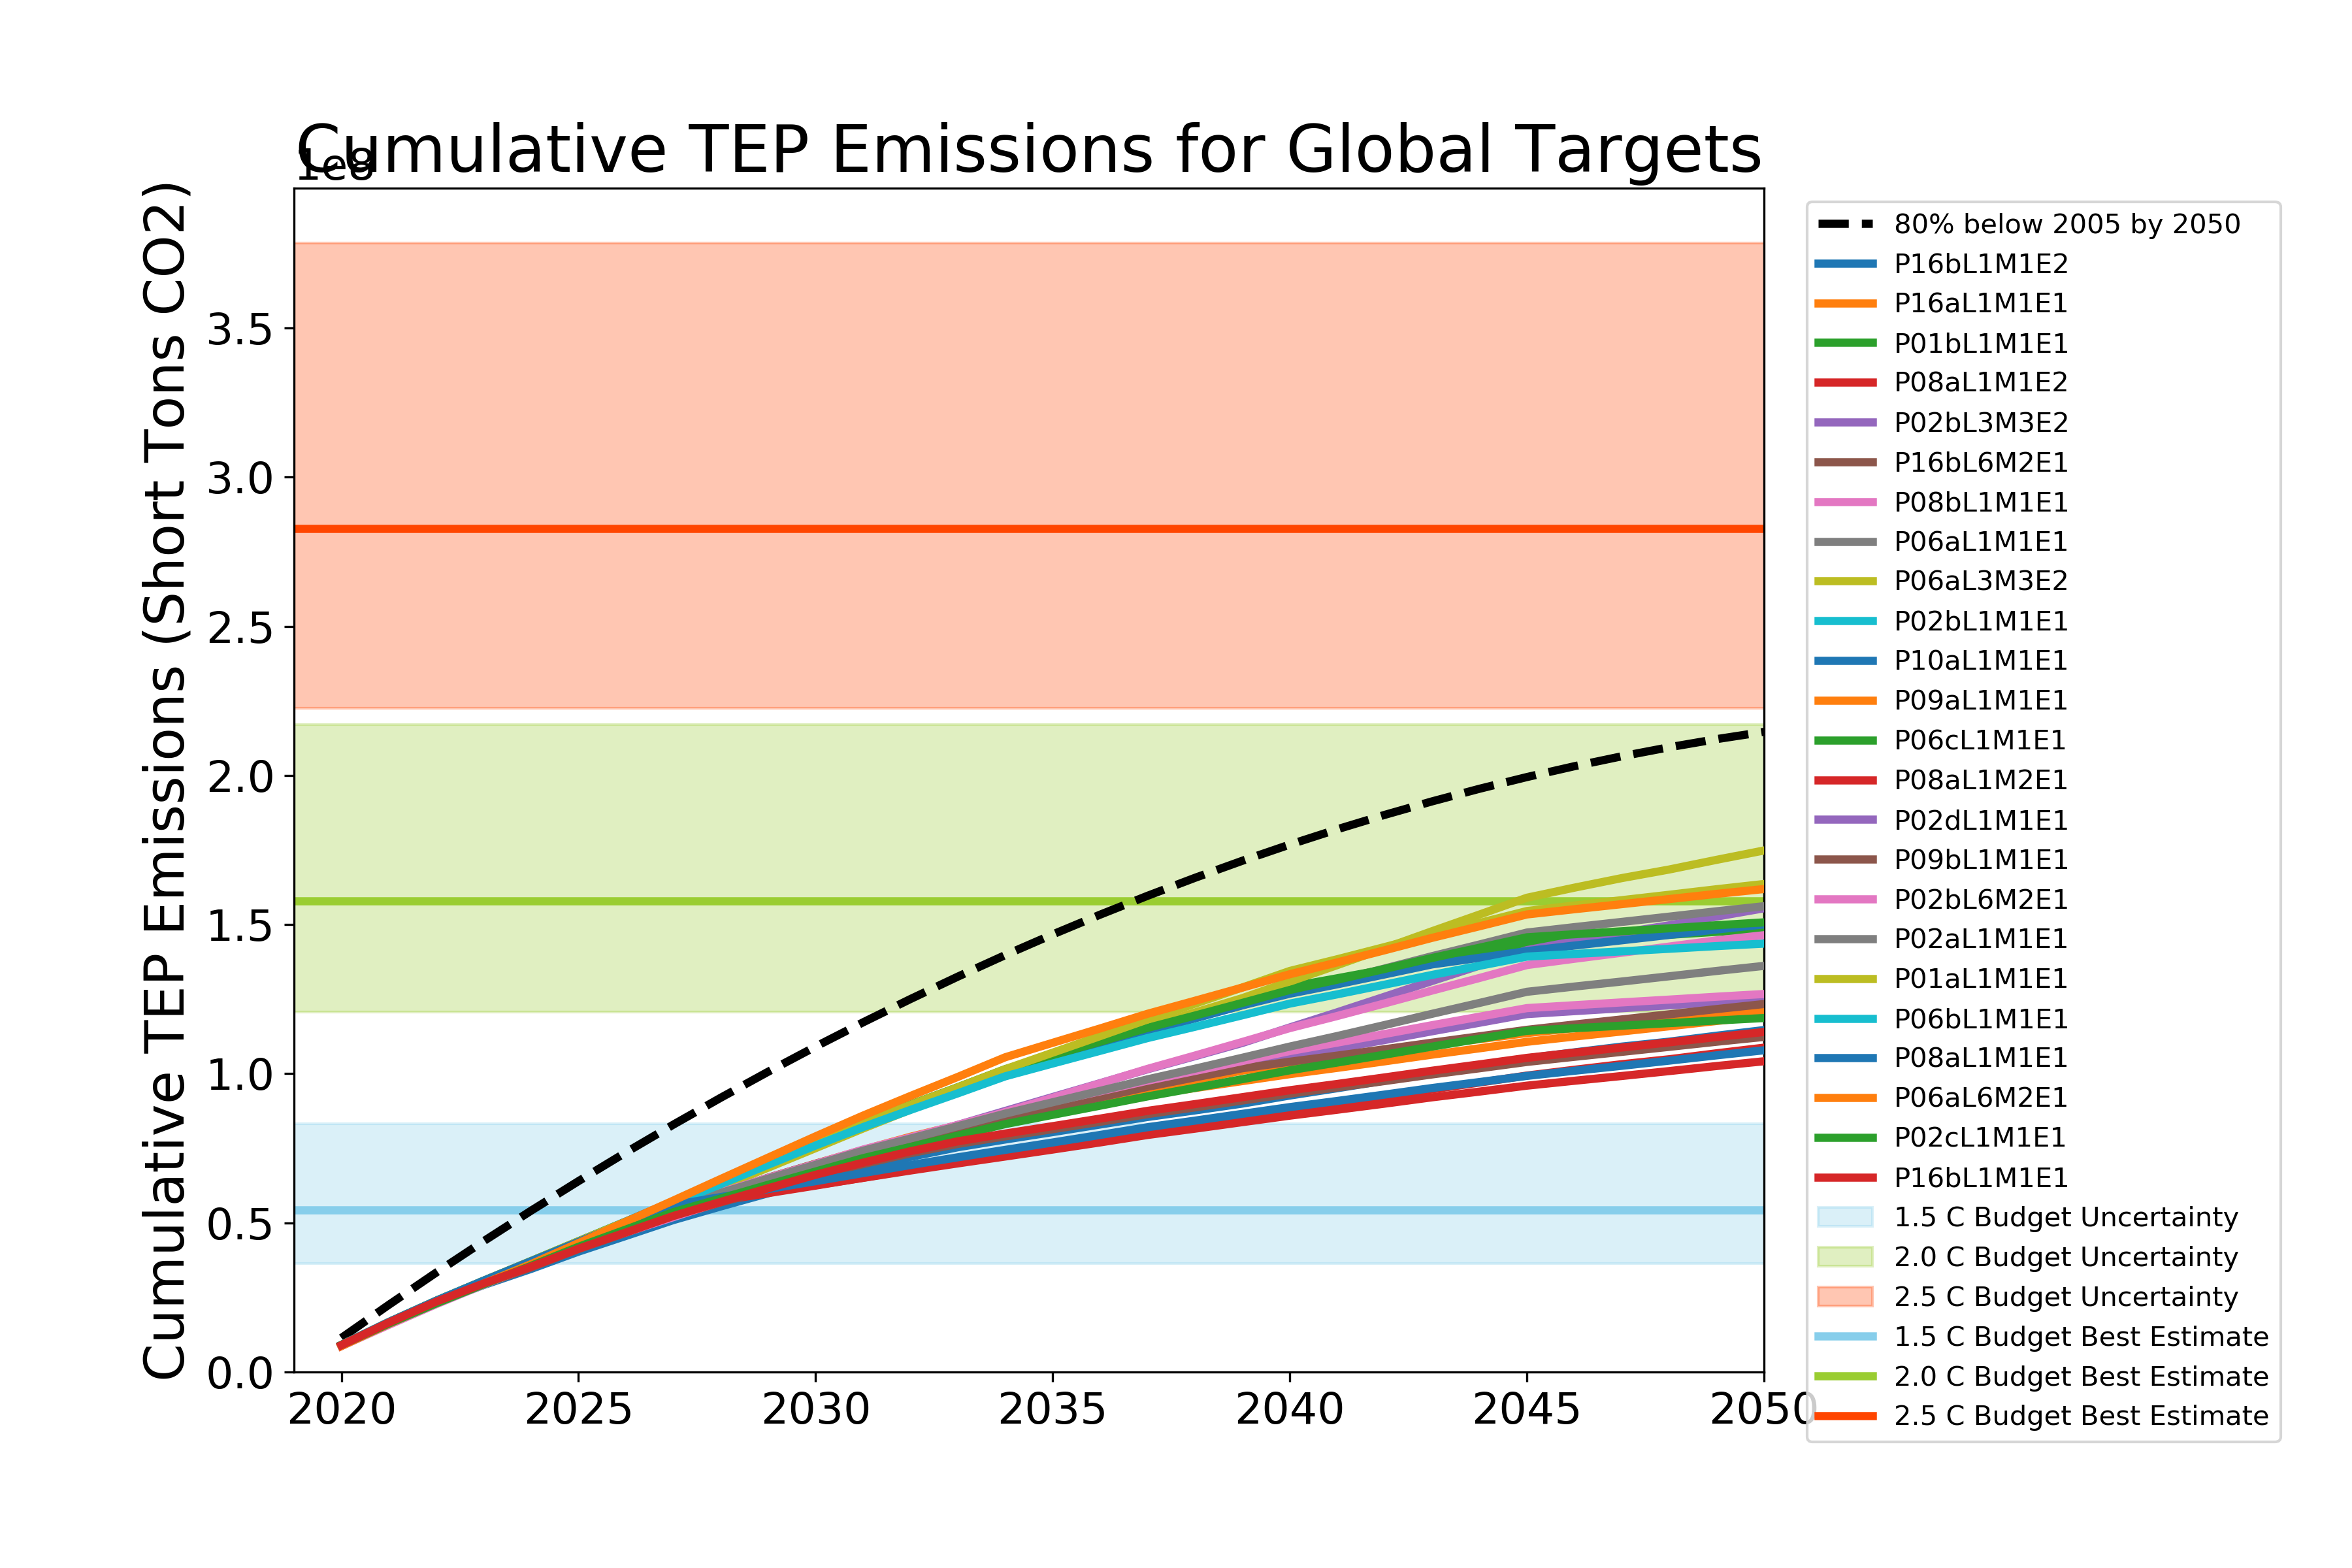 Cumulative TEP Emissions for Global Targets
1e8
Cumulative TEP Emissions (Short Tons CO2)
3.5
3.0
2.5
2.0
1.5
1.0
0.5
0.0
2020 2025 2030 2035 2040 2045 2050
80% below 2005 by 2050
P16bL1M1E2
P16aL1M1E1
P01bL1M1E1
P08aL1M1E2
P02bL3M3E2
P16bL6M2E1
P08bL1M1E1
P06aL1M1E1
P06aL3M3E2
P02bL1M1E1
P10aL1M1E1
P09aL1M1E1
P06cL1M1E1
P08aL1M2E1
P02dL1M1E1
P09bL1M1E1
P02bL6M2E1
P02aL1M1E1
P01aL1M1E1
P06bL1M1E1
P08aL1M1E1
P06aL6M2E1
P02cL1M1E1
P16bL1M1E1
1.5 C Budget Uncertainty
2.0 C Budget Uncertainty
2.5 C Budget Uncertainty
1.5 C Budget Best Estimate
2.0 C Budget Best Estimate
2.5 C Budget Best Estimate